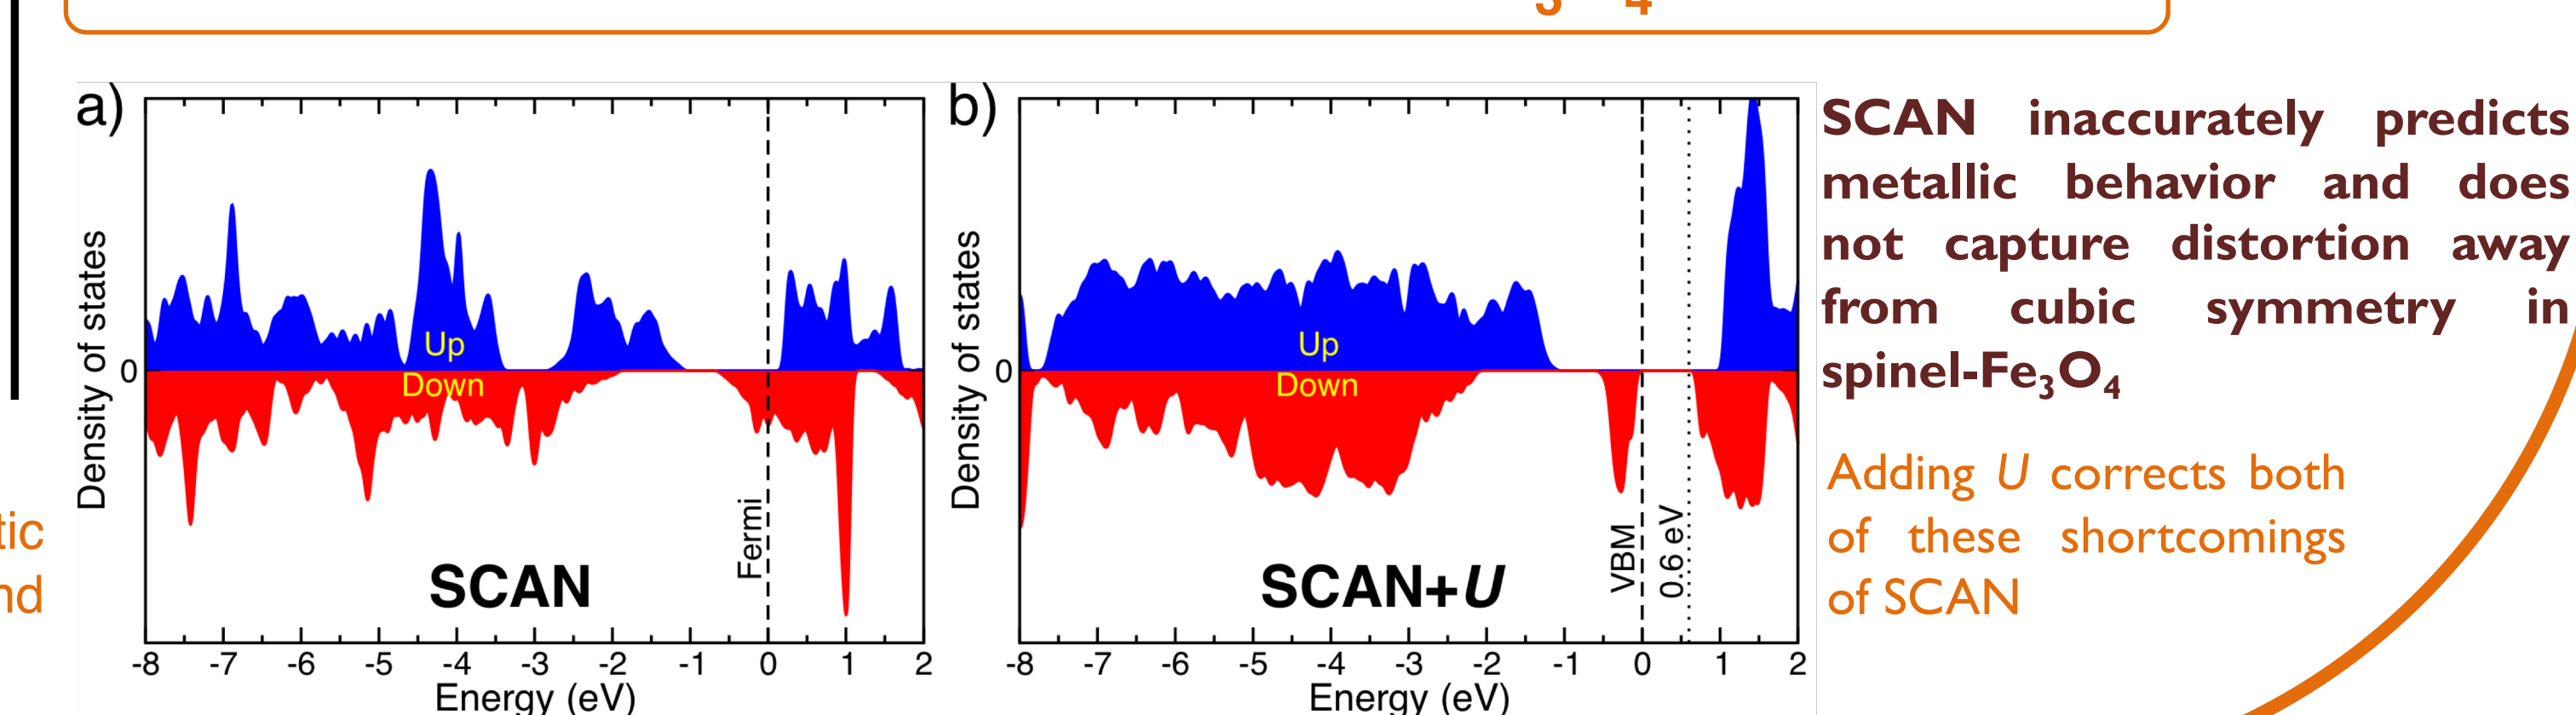 3 4
a)
Density of states
0
Up
Down
Fermi
SCAN
-8 -7 -6 -5 -4 -3 -2 -1 0 1 2
Energy (eV)
b)
Density of states
0
Up
Down
VBM
0.6 eV
SCAN+U
-8 -7 -6 -5 -4 -3 -2 -1 0 1 2
Energy (eV)
SCAN inaccurately predicts
metallic behavior and does
not capture distortion away
from cubic symmetry in
spinel-Fe₃O₄
Adding U corrects both
of these shortcomings
of SCAN